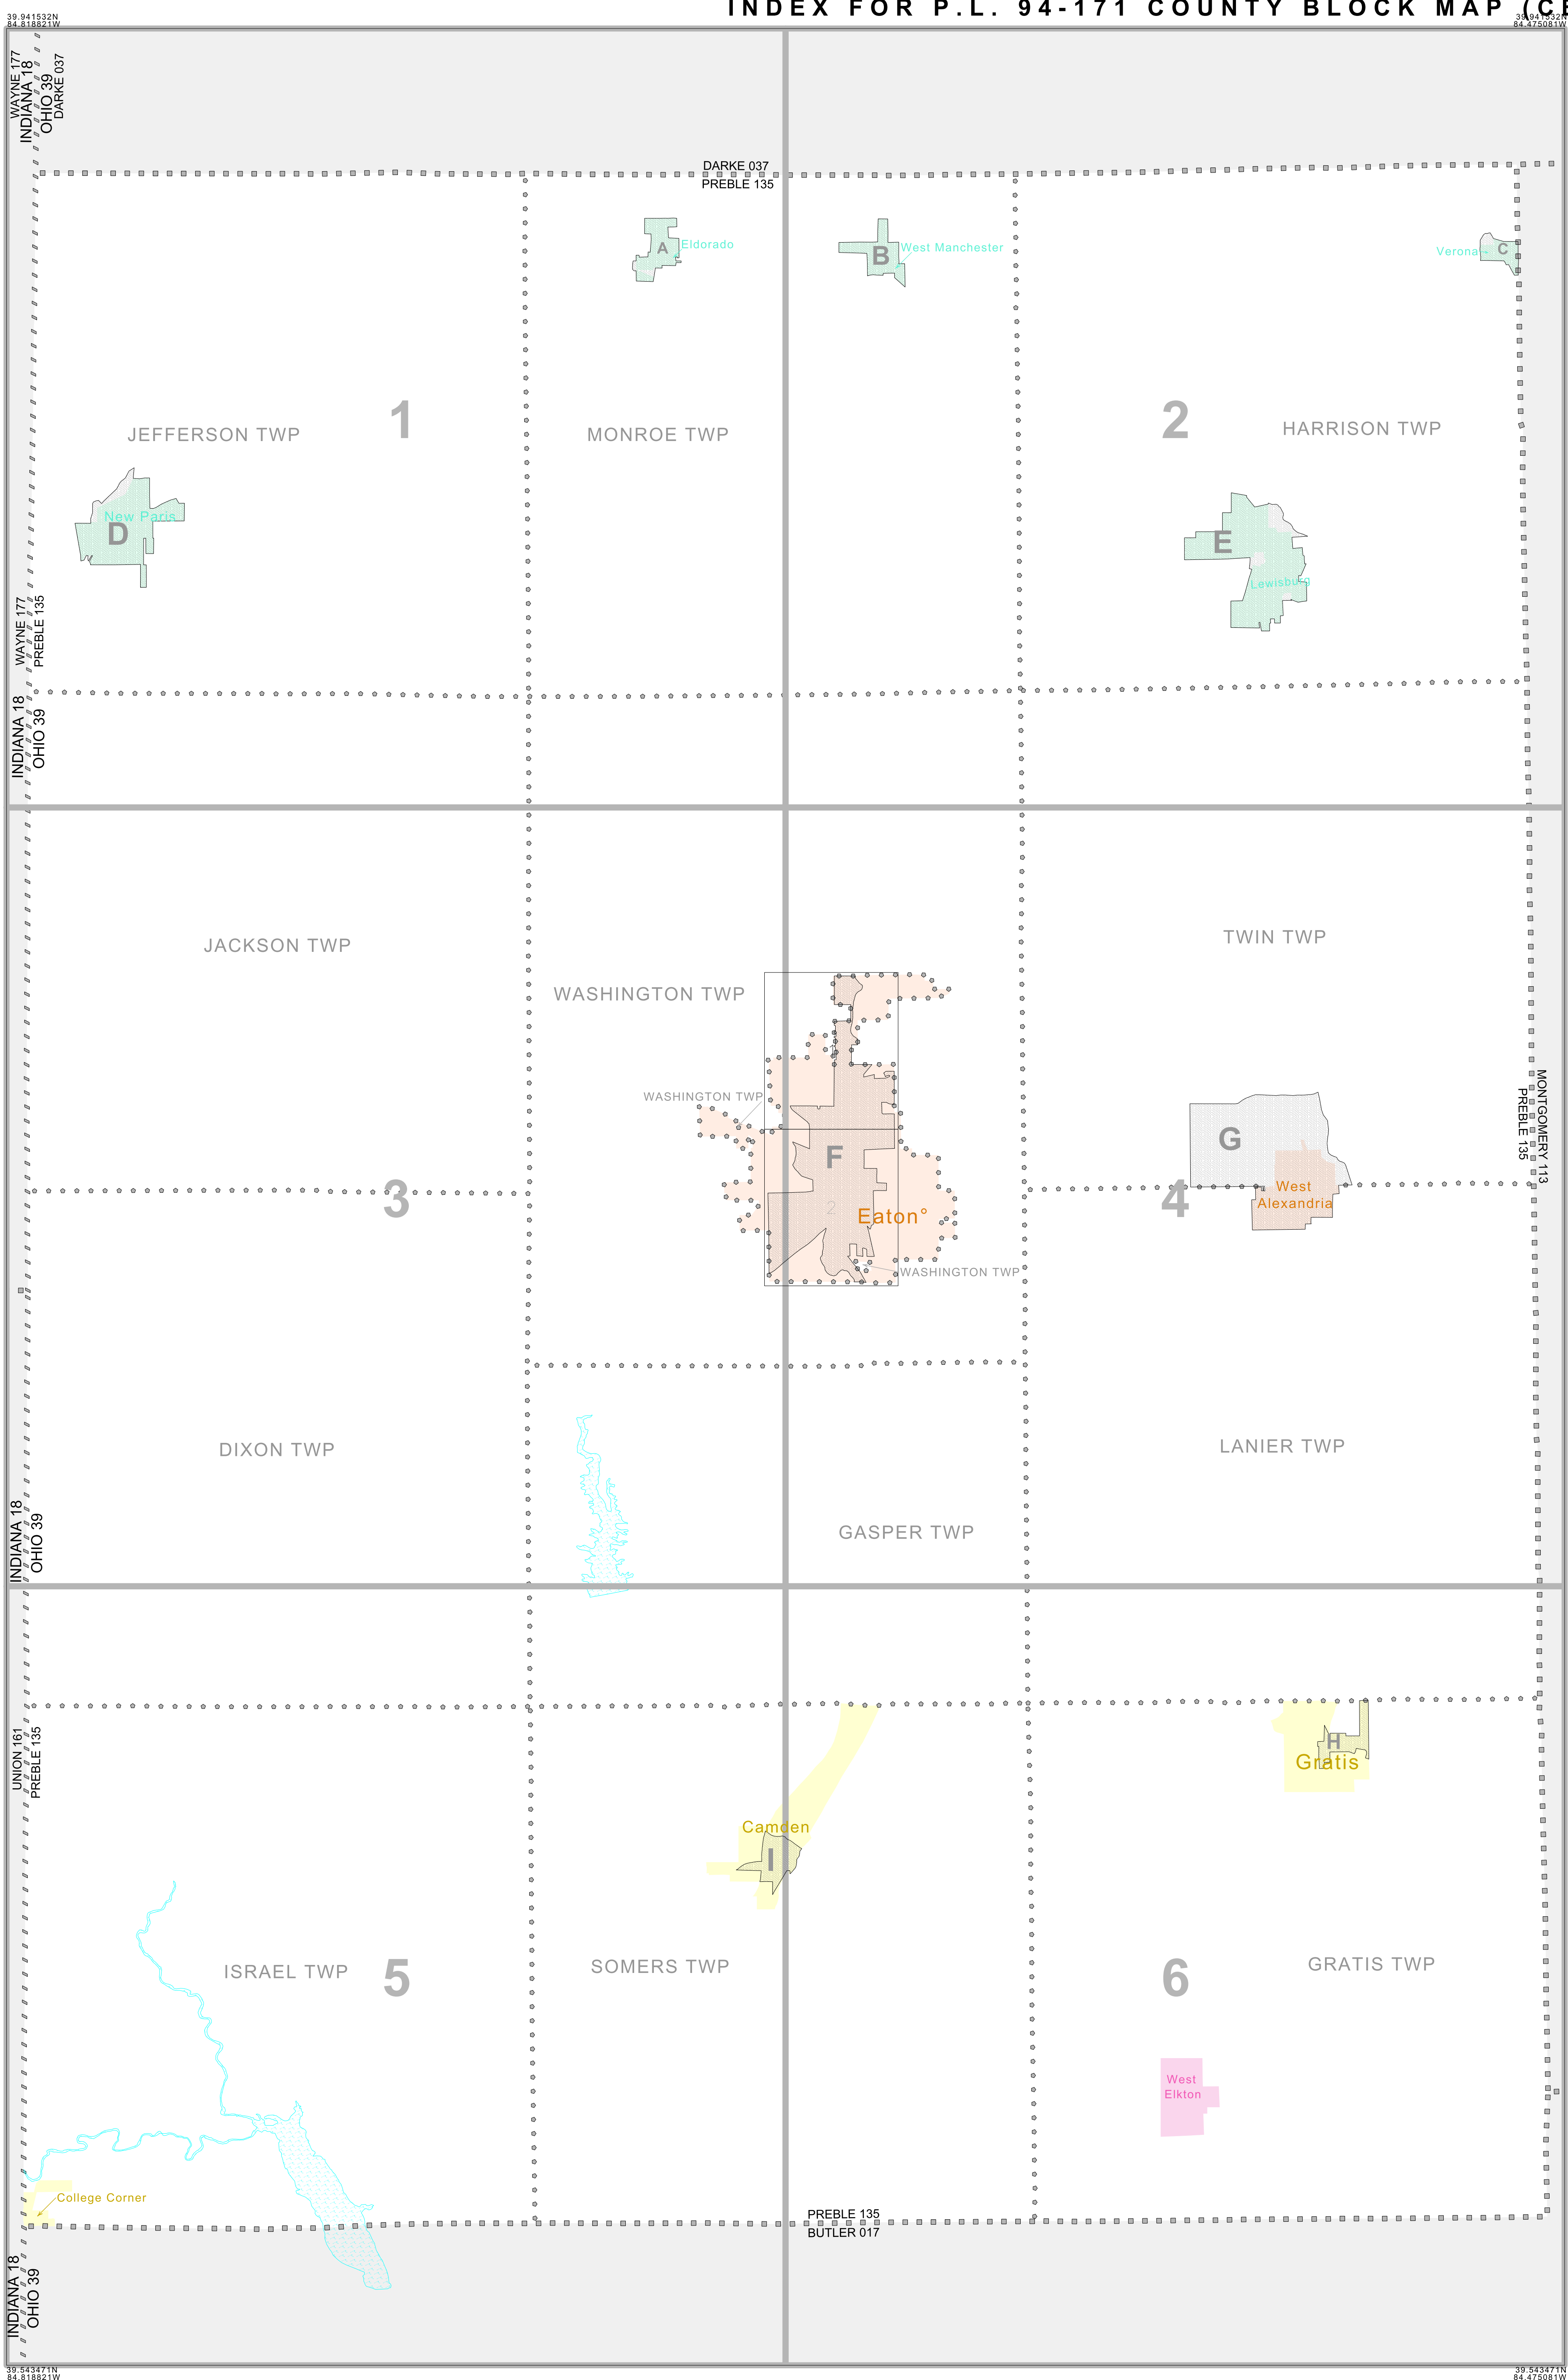 INDEX FOR P.L. 94-171 COUNTY BLOCK MAP (CE
39.941532N
84.818821W
39.941532N
84.475081W
WAYNE 177
INDIANA 18
OHIO 39
DARKE 037
DARKE 037
PREBLE 135
A
Eldorado
B
West Manchester
Verona
C
1
2
JEFFERSON TWP
MONROE TWP
HARRISON TWP
New Paris
D
E
Lewisburg
WAYNE 177
PREBLE 135
INDIANA 18
OHIO 39
JACKSON TWP
TWIN TWP
WASHINGTON TWP
1
WASHINGTON TWP
MONTGOMERY 113
PREBLE 135
F
G
3
4
West
Alexandria
2
Eaton°
WASHINGTON TWP
DIXON TWP
LANIER TWP
INDIANA 18
OHIO 39
GASPER TWP
UNION 161
PREBLE 135
H
Gratis
Camden
I
ISRAEL TWP
5
SOMERS TWP
6
GRATIS TWP
West
Elkton
College Corner
PREBLE 135
BUTLER 017
INDIANA 18
OHIO 39
39.543471N
84.818821W
39.543471N
84.475081W